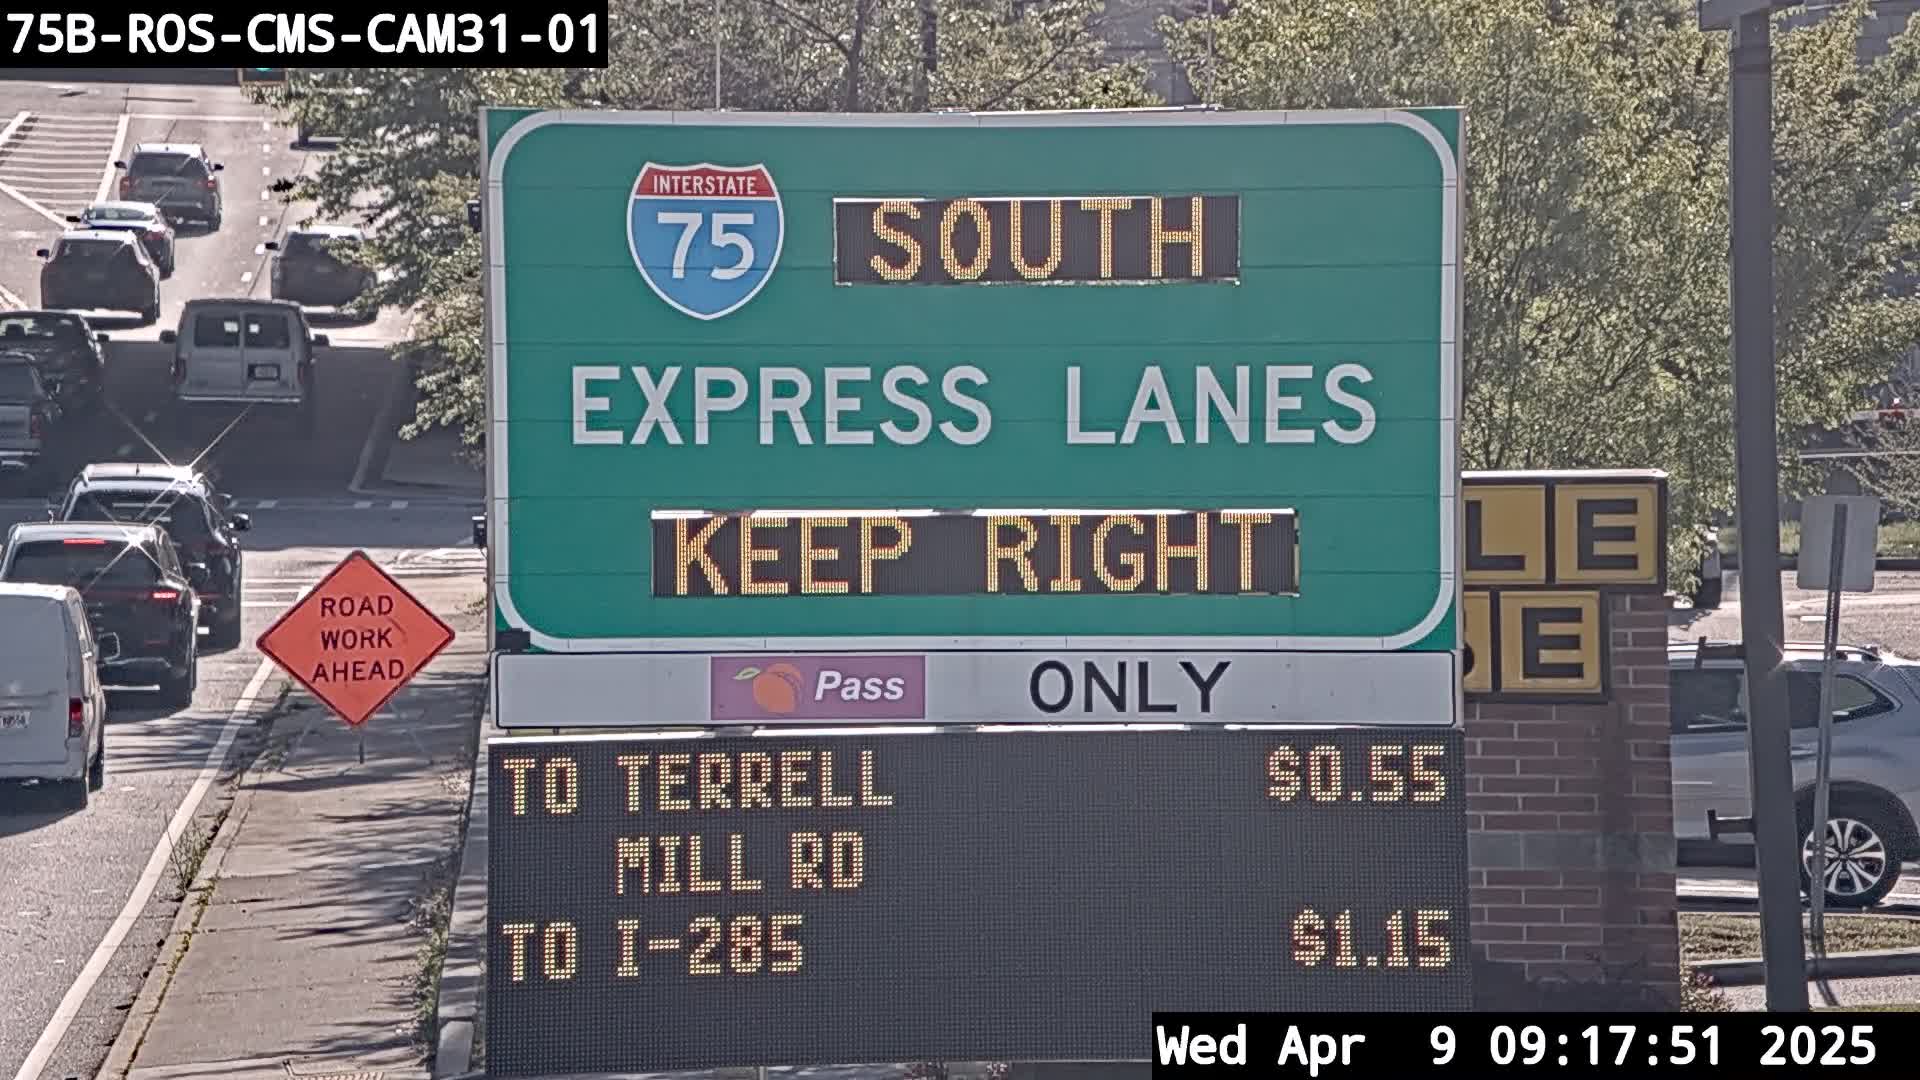 75B-ROS-CMS-CAM31-01
INTERSTATE
75
SOUTH
EXPRESS LANES
KEEP RIGHT
Pass ONLY
TO TERRELL $0.55
MILL RD
TO I-285 $1.15
ROAD
WORK
AHEAD
LE
E
Wed Apr 9 09:17:51 2025